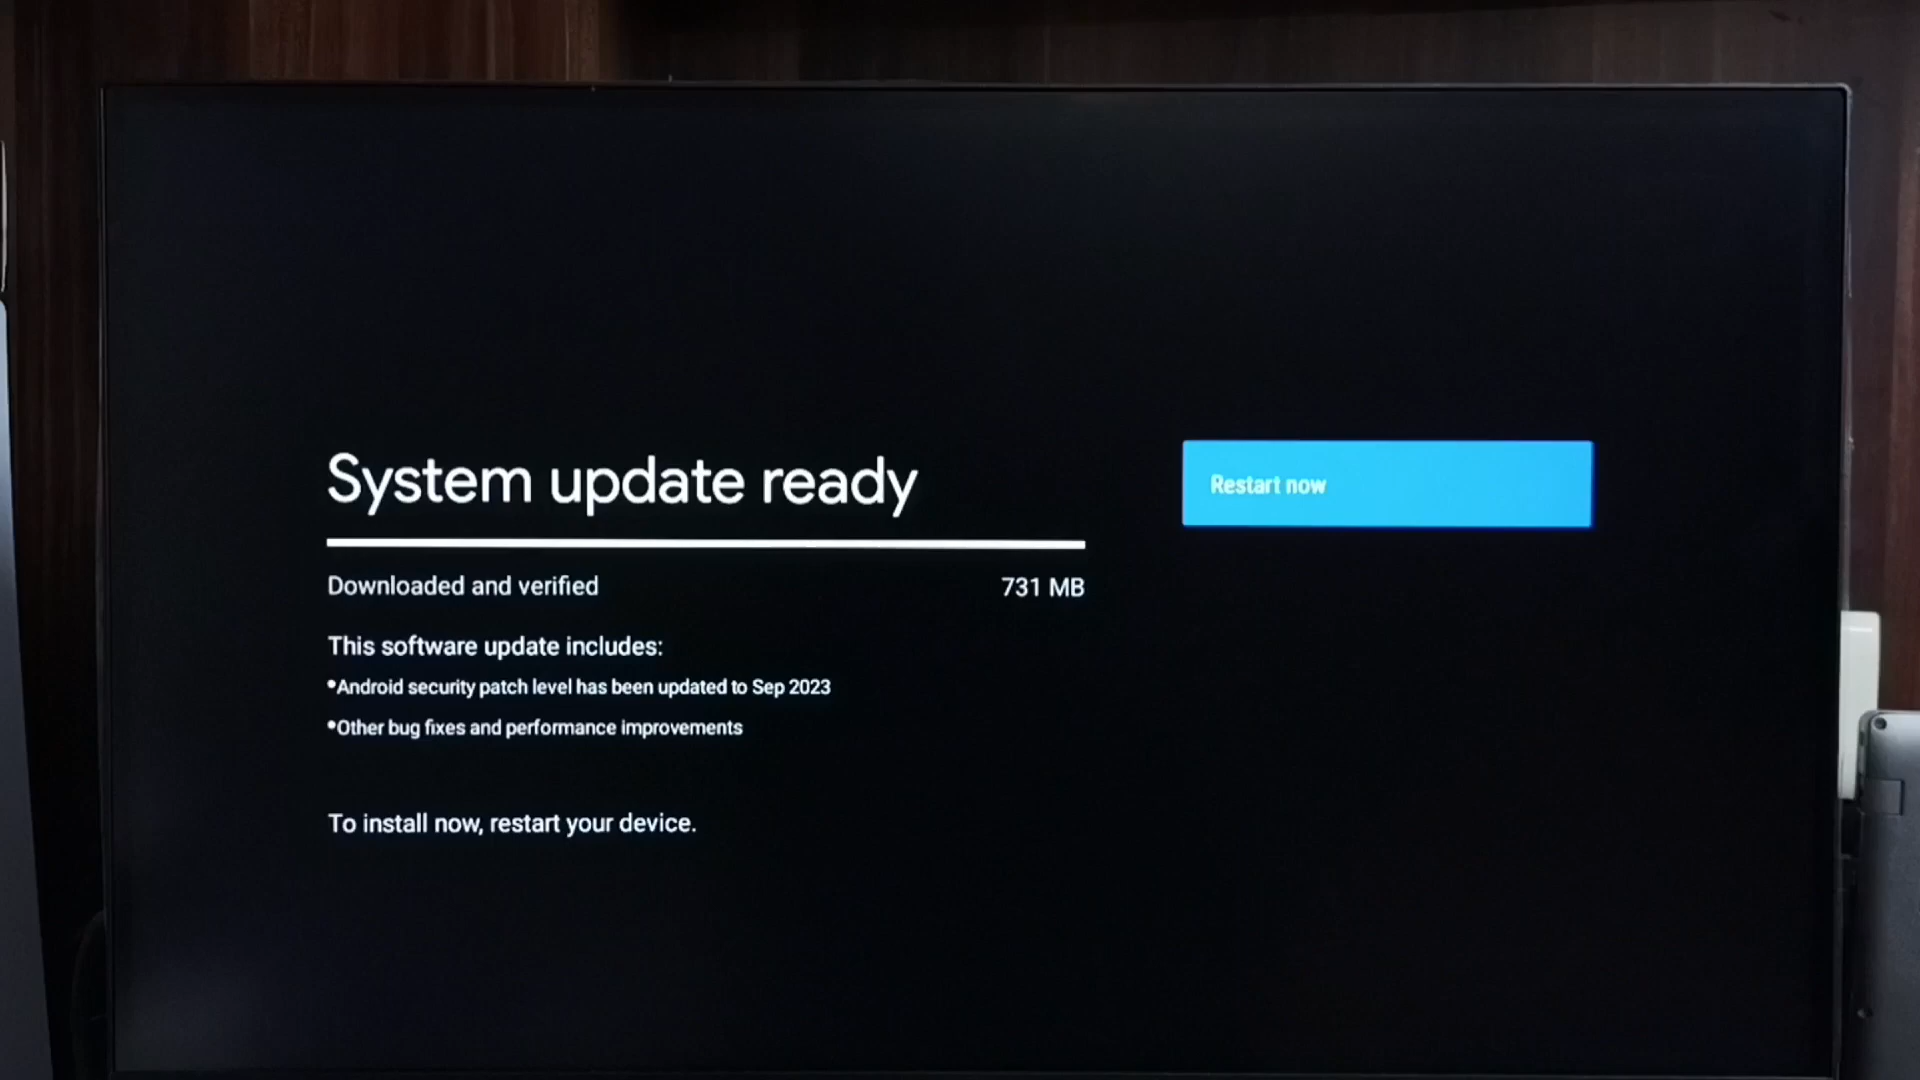 System update ready
Restart now
Downloaded and verified 731 MB
This software update includes:
•Android security patch level has been updated to Sep 2023
•Other bug fixes and performance improvements
To install now, restart your device.